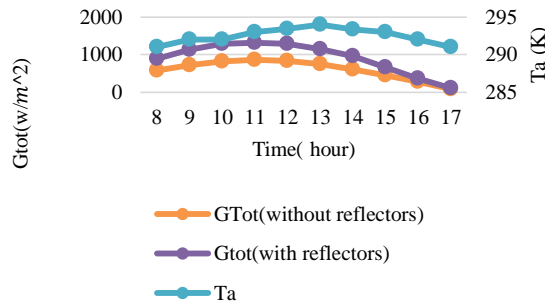 2000
1000
0
Gtot(w/m^2)
295
290
285
Ta (K)
8 9 10 11 12 13 14 15 16 17
Time( hour)
GTot(without reflectors)
Gtot(with reflectors)
Ta